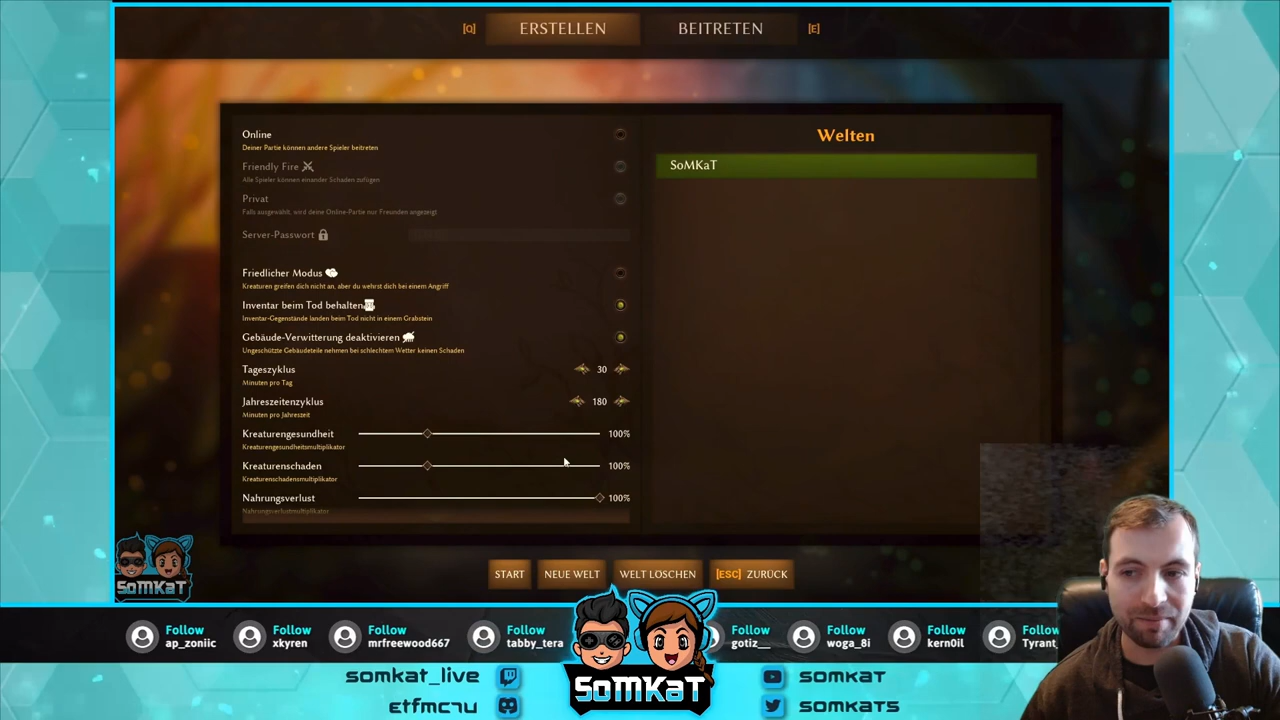 [Q] ERSTELLEN BEITRETEN [E]
Online
Deiner Partie können andere Spieler beitreten
Friendly Fire
Alle Spieler können einander Schaden zufügen
Privat
Falls ausgewählt, wird deine Online-Partie nur Freunden angezeigt
Server-Passwort
Friedlicher Modus
Kreaturen greifen dich nicht an, aber du wehrst dich bei einem Angriff
Inventar beim Tod behalten
Inventar-Gegenstände landen beim Tod nicht in einem Grabstein
Gebäude-Verwitterung deaktivieren
Ungeschützte Gebäudeteile nehmen bei schlechtem Wetter keinen Schaden
Tageszyklus 30
Minuten pro Tag
Jahreszeitenzyklus 180
Minuten pro Jahreszeit
Kreaturengesundheit 100%
Kreaturengesundheitsmultiplikator
Kreaturenschaden 100%
Kreaturenschadensmultiplikator
Nahrungsverlust 100%
Nahrungsverlustmultiplikator
Welten
SoMKaT
START NEUE WELT WELT LÖSCHEN [ESC] ZURÜCK
SoMKaT
Follow Follow Follow Follow Follow Follow Follow Follow
ap_zoniic xkyren mrfreewood667 tabby_tera gotiz__ woga_8i kern0il Tyrant_
SoMKaT
somkat_live
etfmc7u
somkat
somkats